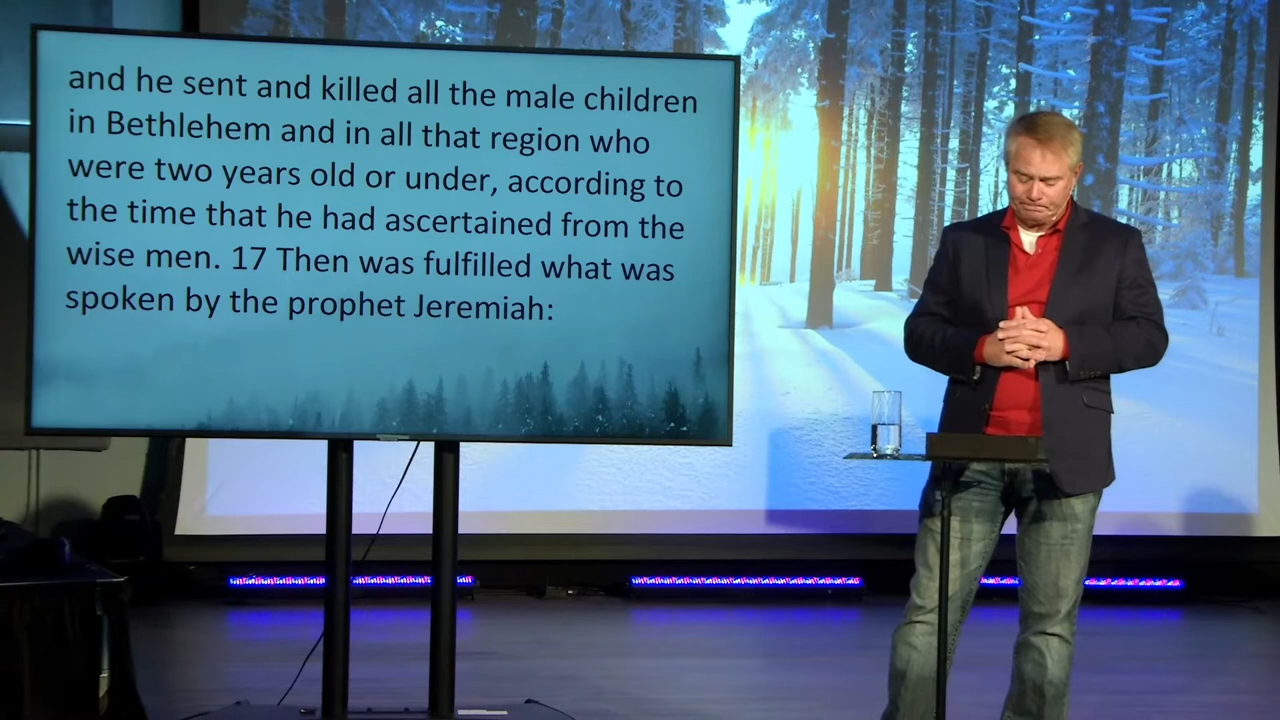 and he sent and killed all the male children
in Bethlehem and in all that region who
were two years old or under, according to
the time that he had ascertained from the
wise men. 17 Then was fulfilled what was
spoken by the prophet Jeremiah: